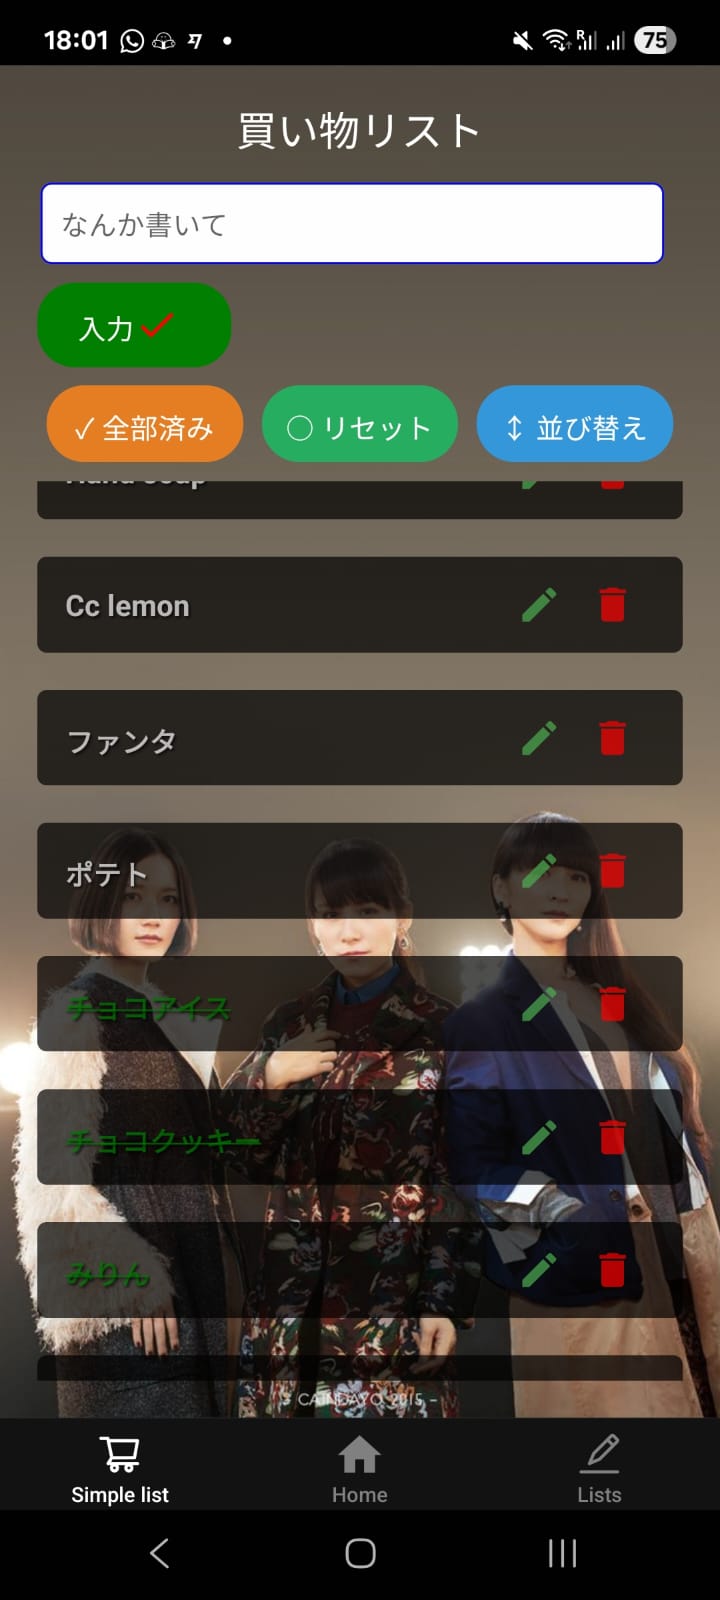 18:01
75
買い物リスト
なんか書いて
入力
✓ 全部済み
○ リセット
↕ 並び替え
Cc lemon
ファンタ
ポテト
チョコアイス
チョコクッキー
みりん
2015 -
Simple list
Home
Lists